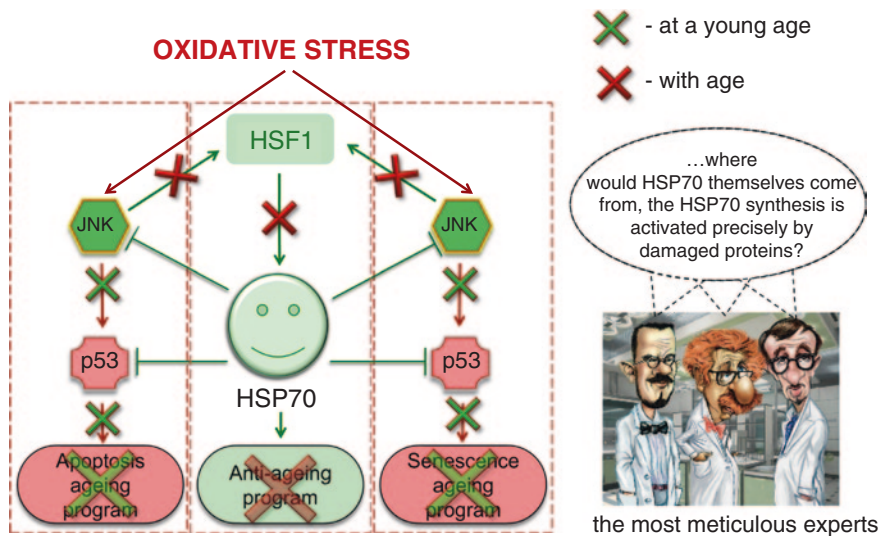 OXIDATIVE STRESS
- at a young age
- with age
HSF1
JNK
JNK
p53
p53
HSP70
Apoptosis
ageing
program
Anti-ageing
program
Senescence
ageing
program
...where
would HSP70 themselves come
from, the HSP70 synthesis is
activated precisely by
damaged proteins?
the most meticulous experts